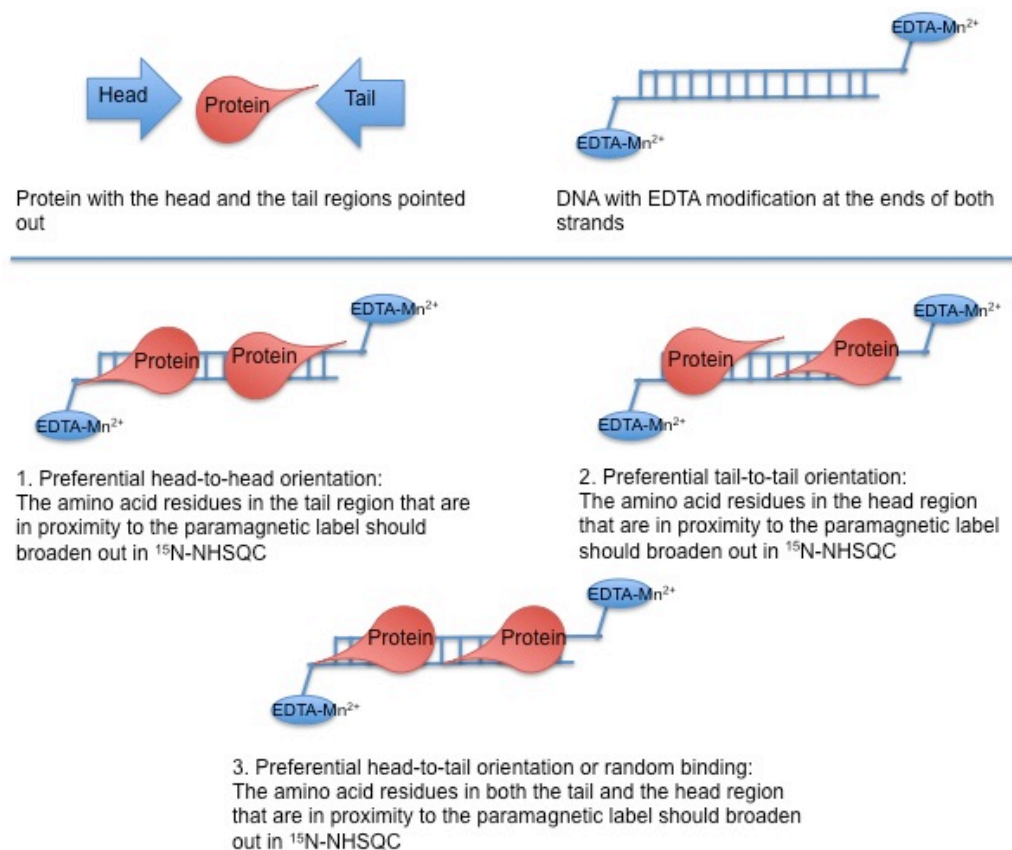 EDTA-Mn²⁺
Head
Protein
Tail
EDTA-Mn²⁺
Protein with the head and the tail regions pointed
out
DNA with EDTA modification at the ends of both
strands
EDTA-Mn²⁺
Protein
Protein
EDTA-Mn²⁺
1. Preferential head-to-head orientation:
The amino acid residues in the tail region that are
in proximity to the paramagnetic label should
broaden out in ¹⁵N-NHSQC
EDTA-Mn²⁺
Protein
Protein
EDTA-Mn²⁺
2. Preferential tail-to-tail orientation:
The amino acid residues in the head region
that are in proximity to the paramagnetic label
should broaden out in ¹⁵N-NHSQC
EDTA-Mn²⁺
Protein
Protein
EDTA-Mn²⁺
3. Preferential head-to-tail orientation or random binding:
The amino acid residues in both the tail and the head region
that are in proximity to the paramagnetic label should broaden
out in ¹⁵N-NHSQC